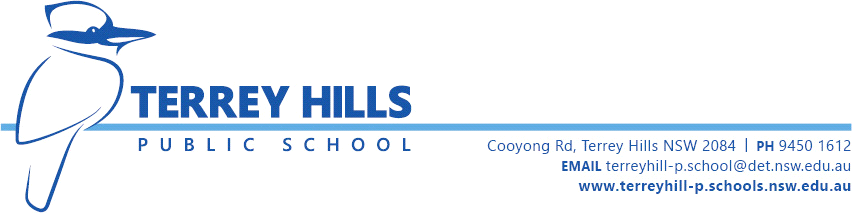 TERREY HILLS
PUBLIC SCHOOL
Cooyong Rd, Terrey Hills NSW 2084 | PH 9450 1612
EMAIL terreyhill-p.school@det.nsw.edu.au
www.terreyhill-p.schools.nsw.edu.au